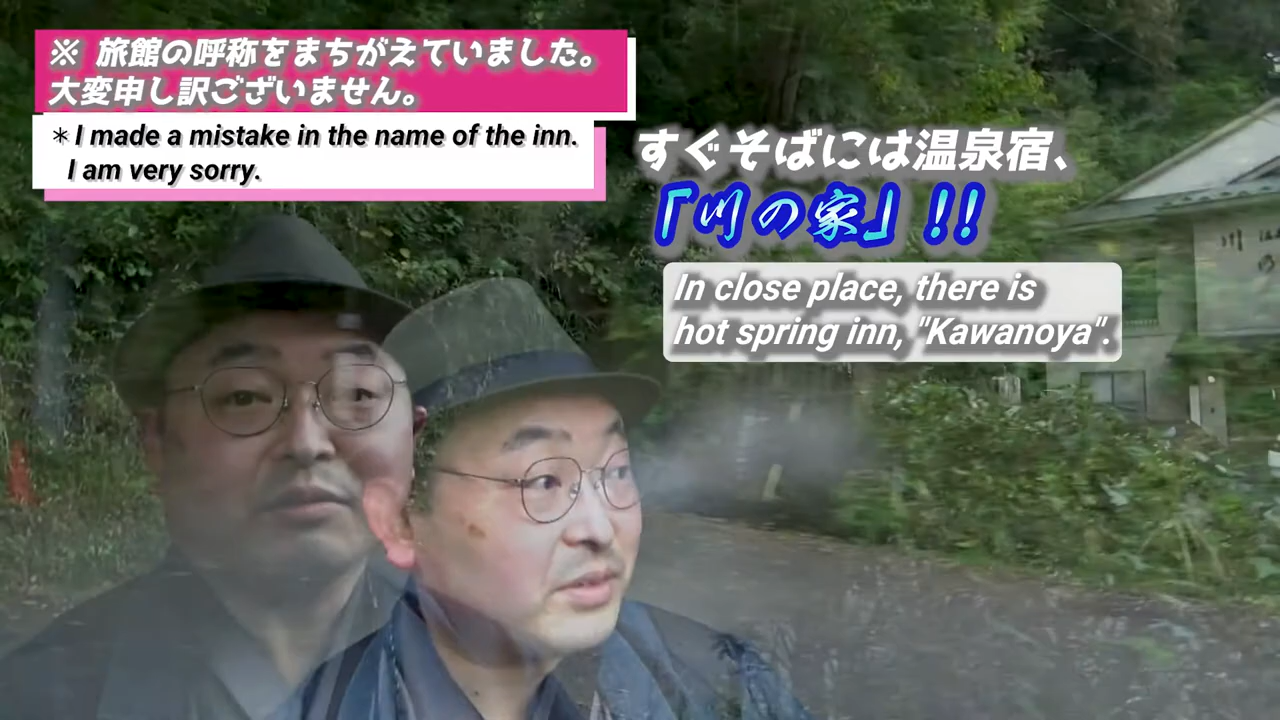 ※ 旅館の呼称をまちがえていました。
大変申し訳ございません。
＊I made a mistake in the name of the inn.
I am very sorry.
すぐそばには温泉宿、
「川の家」!!
In close place, there is
hot spring inn, "Kawanoya".
川